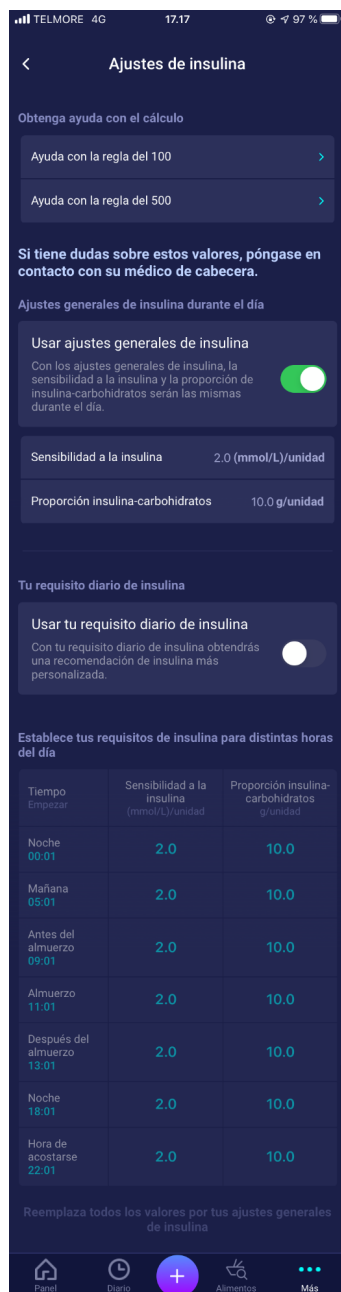 TELMORE 4G 17.17 97 %
Ajustes de insulina
Obtenga ayuda con el cálculo
Ayuda con la regla del 100
Ayuda con la regla del 500
Si tiene dudas sobre estos valores, póngase en
contacto con su médico de cabecera.
Ajustes generales de insulina durante el día
Usar ajustes generales de insulina
Con los ajustes generales de insulina, la
sensibilidad a la insulina y la proporción de
insulina-carbohidratos serán las mismas
durante el día.
Sensibilidad a la insulina 2.0 (mmol/L)/unidad
Proporción insulina-carbohidratos 10.0 g/unidad
Tu requisito diario de insulina
Usar tu requisito diario de insulina
Con tu requisito diario de insulina obtendrás
una recomendación de insulina más
personalizada.
Establece tus requisitos de insulina para distintas horas
del día
Tiempo
Empezar
Sensibilidad a la
insulina
(mmol/L)/unidad
Proporción insulina-
carbohidratos
g/unidad
Noche
00:01
2.0 10.0
Mañana
05:01
2.0 10.0
Antes del
almuerzo
09:01
2.0 10.0
Almuerzo
11:01
2.0 10.0
Después del
almuerzo
13:01
2.0 10.0
Noche
18:01
2.0 10.0
Hora de
acostarse
22:01
2.0 10.0
Reemplaza todos los valores por tus ajustes generales
de insulina
Panel Diario Alimentos Más